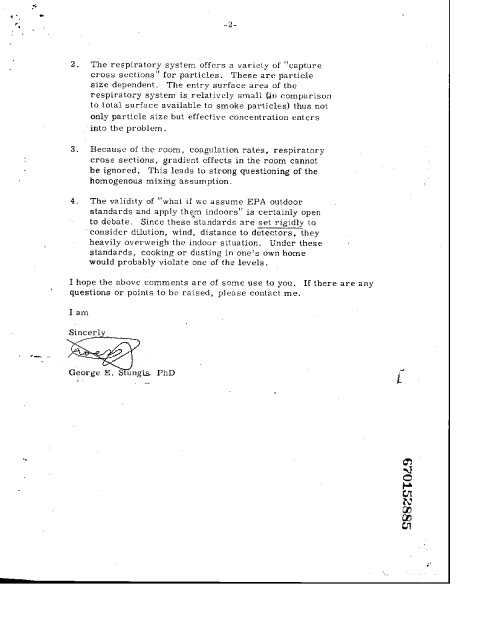 -2-
2. The respiratory system offers a variety of "capture
cross sections" for particles. These are particle
size dependent. The entry surface area of the
respiratory system is relatively small (in comparison
to total surface available to smoke particles) thus not
only particle size but effective concentration enters
into the problem.
3. Because of the room, coagulation rates, respiratory
cross sections, gradient effects in the room cannot
be ignored. This leads to strong questioning of the
homogenous mixing assumption.
4. The validity of "what if we assume EPA outdoor
standards and apply them indoors" is certainly open
to debate. Since these standards are set rigidly to
consider dilution, wind, distance to detectors, they
heavily overweigh the indoor situation. Under these
standards, cooking or dusting in one's own home
would probably violate one of the levels.
I hope the above comments are of some use to you. If there are any
questions or points to be raised, please contact me.
I am
Sincerly
George E. Stungis PhD
670152885